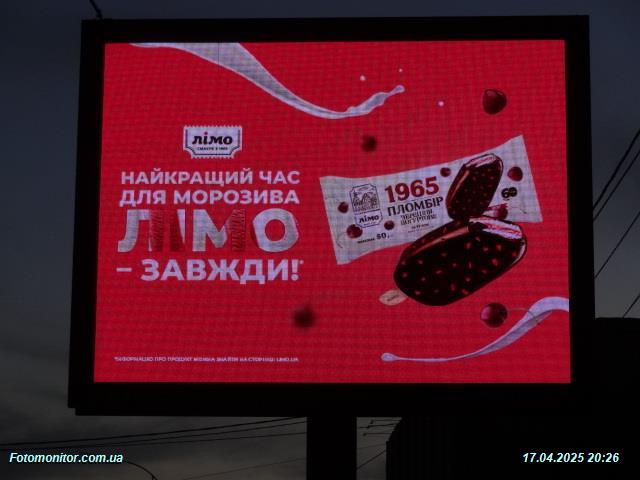 лімо
НАЙКРАЩИЙ ЧАС
ДЛЯ МОРОЗИВА
ЛІМО
– ЗАВЖДИ!*
1965
ПЛОМБІР
лімо
*ІНФОРМАЦІЮ ПРО ПРОДУКТ МОЖНА ЗНАЙТИ НА СТОРІНЦІ: LIMO.UA
Fotomonitor.com.ua
17.04.2025 20:26